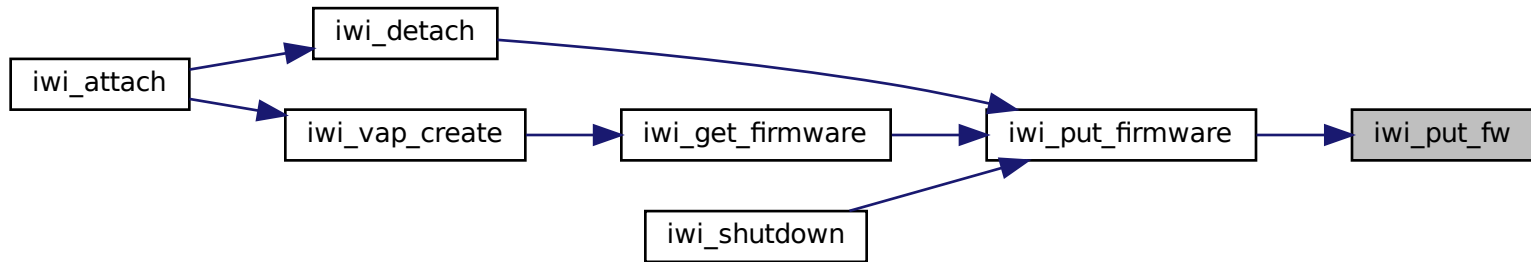 iwi_detach
iwi_attach
iwi_vap_create
iwi_get_firmware
iwi_put_firmware
iwi_put_fw
iwi_shutdown